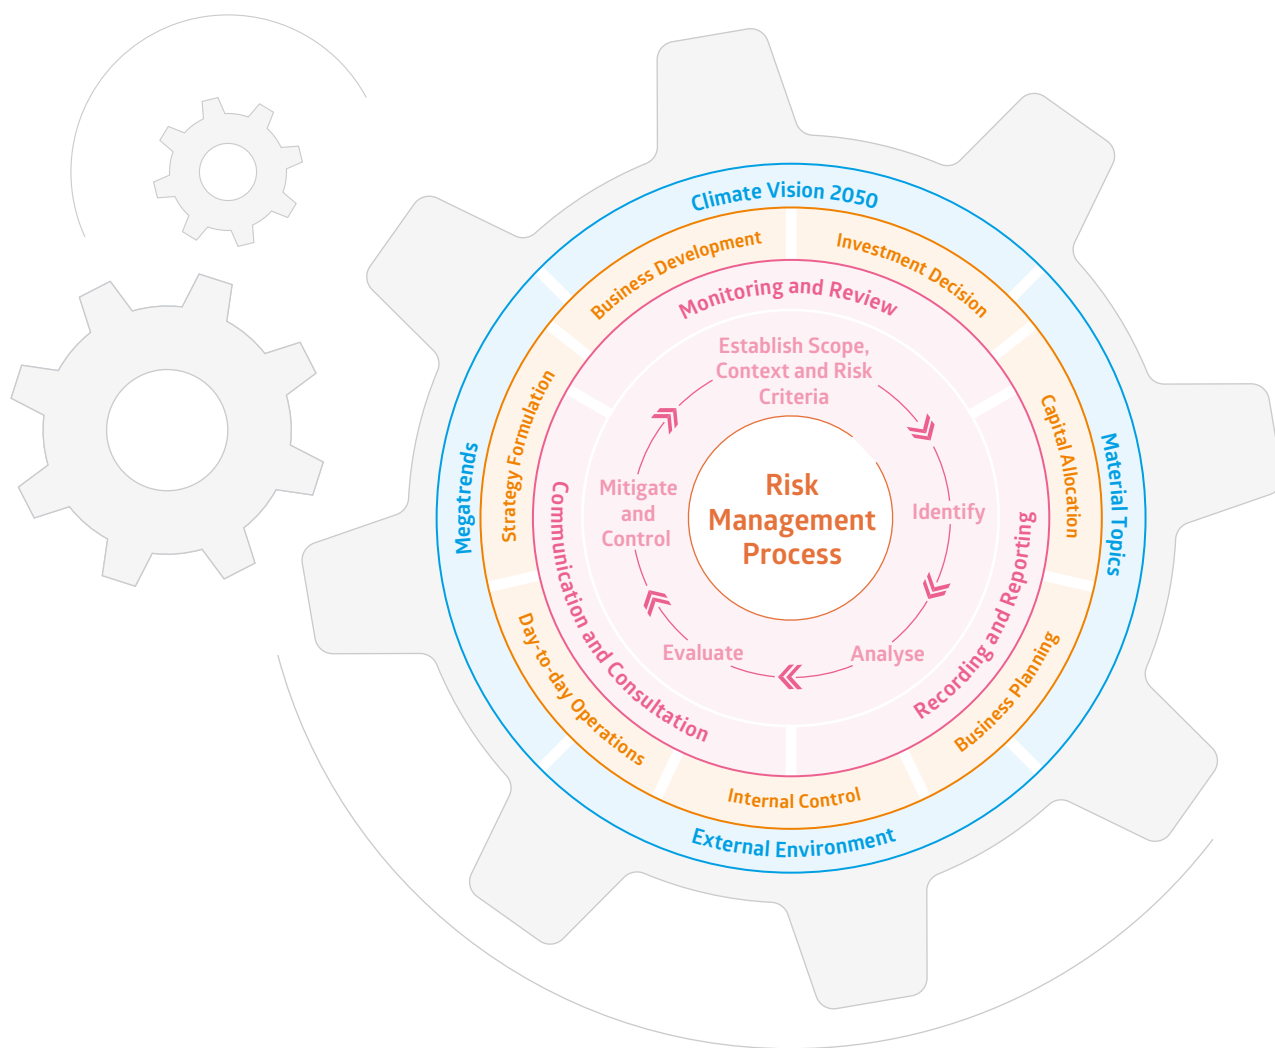 Climate Vision 2050
Business Development
Investment Decision
Monitoring and Review
Establish Scope,
Context and Risk
Criteria
Strategy Formulation
Capital Allocation
Megatrends
Material Topics
Mitigate
and
Control
Risk
Management
Process
Identify
Communication and Consultation
Recording and Reporting
Evaluate
Analyse
Day-to-day Operations
Business Planning
Internal Control
External Environment